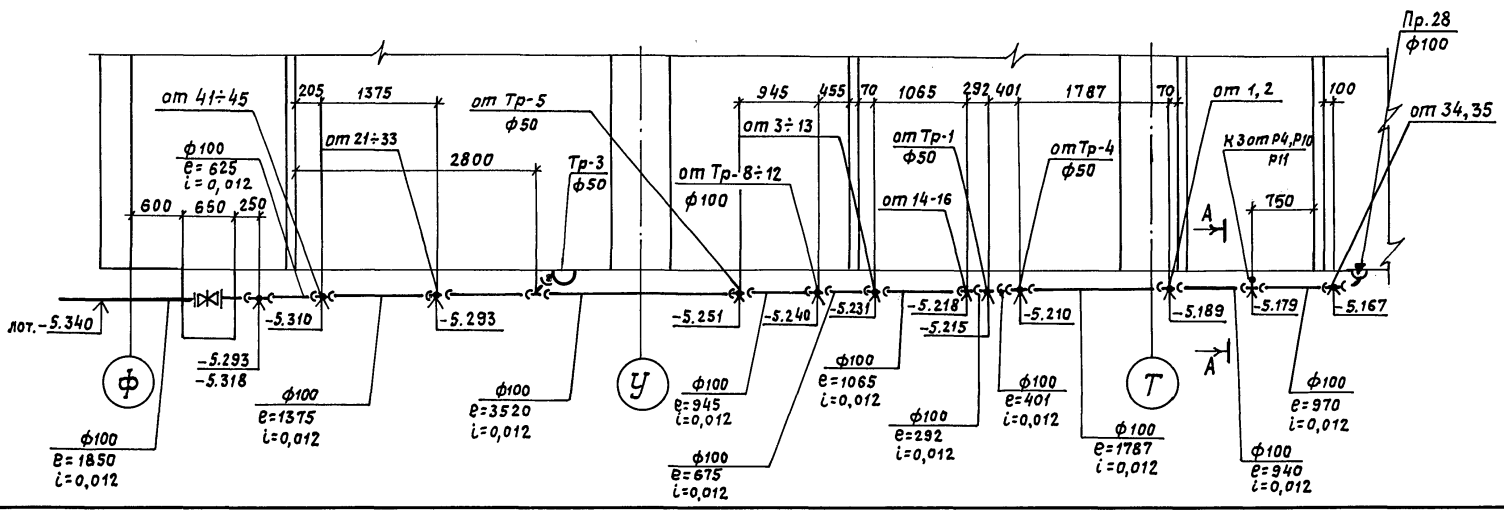 Пр.28
ф100
205
1375
945
455
70
1065
292
401
1787
70
100
от 41÷45
от Тр-5
ф50
от 1,2
от 34,35
от 21÷33
от 3÷13
от Тр-1
ф50
от Тр-4
ф50
К3 от Р4,Р10
Р11
ф100
ℓ=625
i=0,012
2800
Тр-3
ф50
от Тр-8÷12
ф100
от 14-16
А
750
600
650
250
лот.-5.340
-5.310
-5.293
-5.251
-5.240
-5.231
-5.218
-5.215
-5.210
-5.189
-5.179
-5.167
-5.293
-5.318
А
Ф
У
Т
ф100
ℓ=1850
i=0,012
ф100
ℓ=1375
i=0,012
ф100
ℓ=3520
i=0,012
ф100
ℓ=945
i=0,012
ф100
ℓ=675
i=0,012
ф100
ℓ=1065
i=0,012
ф100
ℓ=292
i=0,012
ф100
ℓ=401
i=0,012
ф100
ℓ=1787
i=0,012
ф100
ℓ=940
i=0,012
ф100
ℓ=970
i=0,012